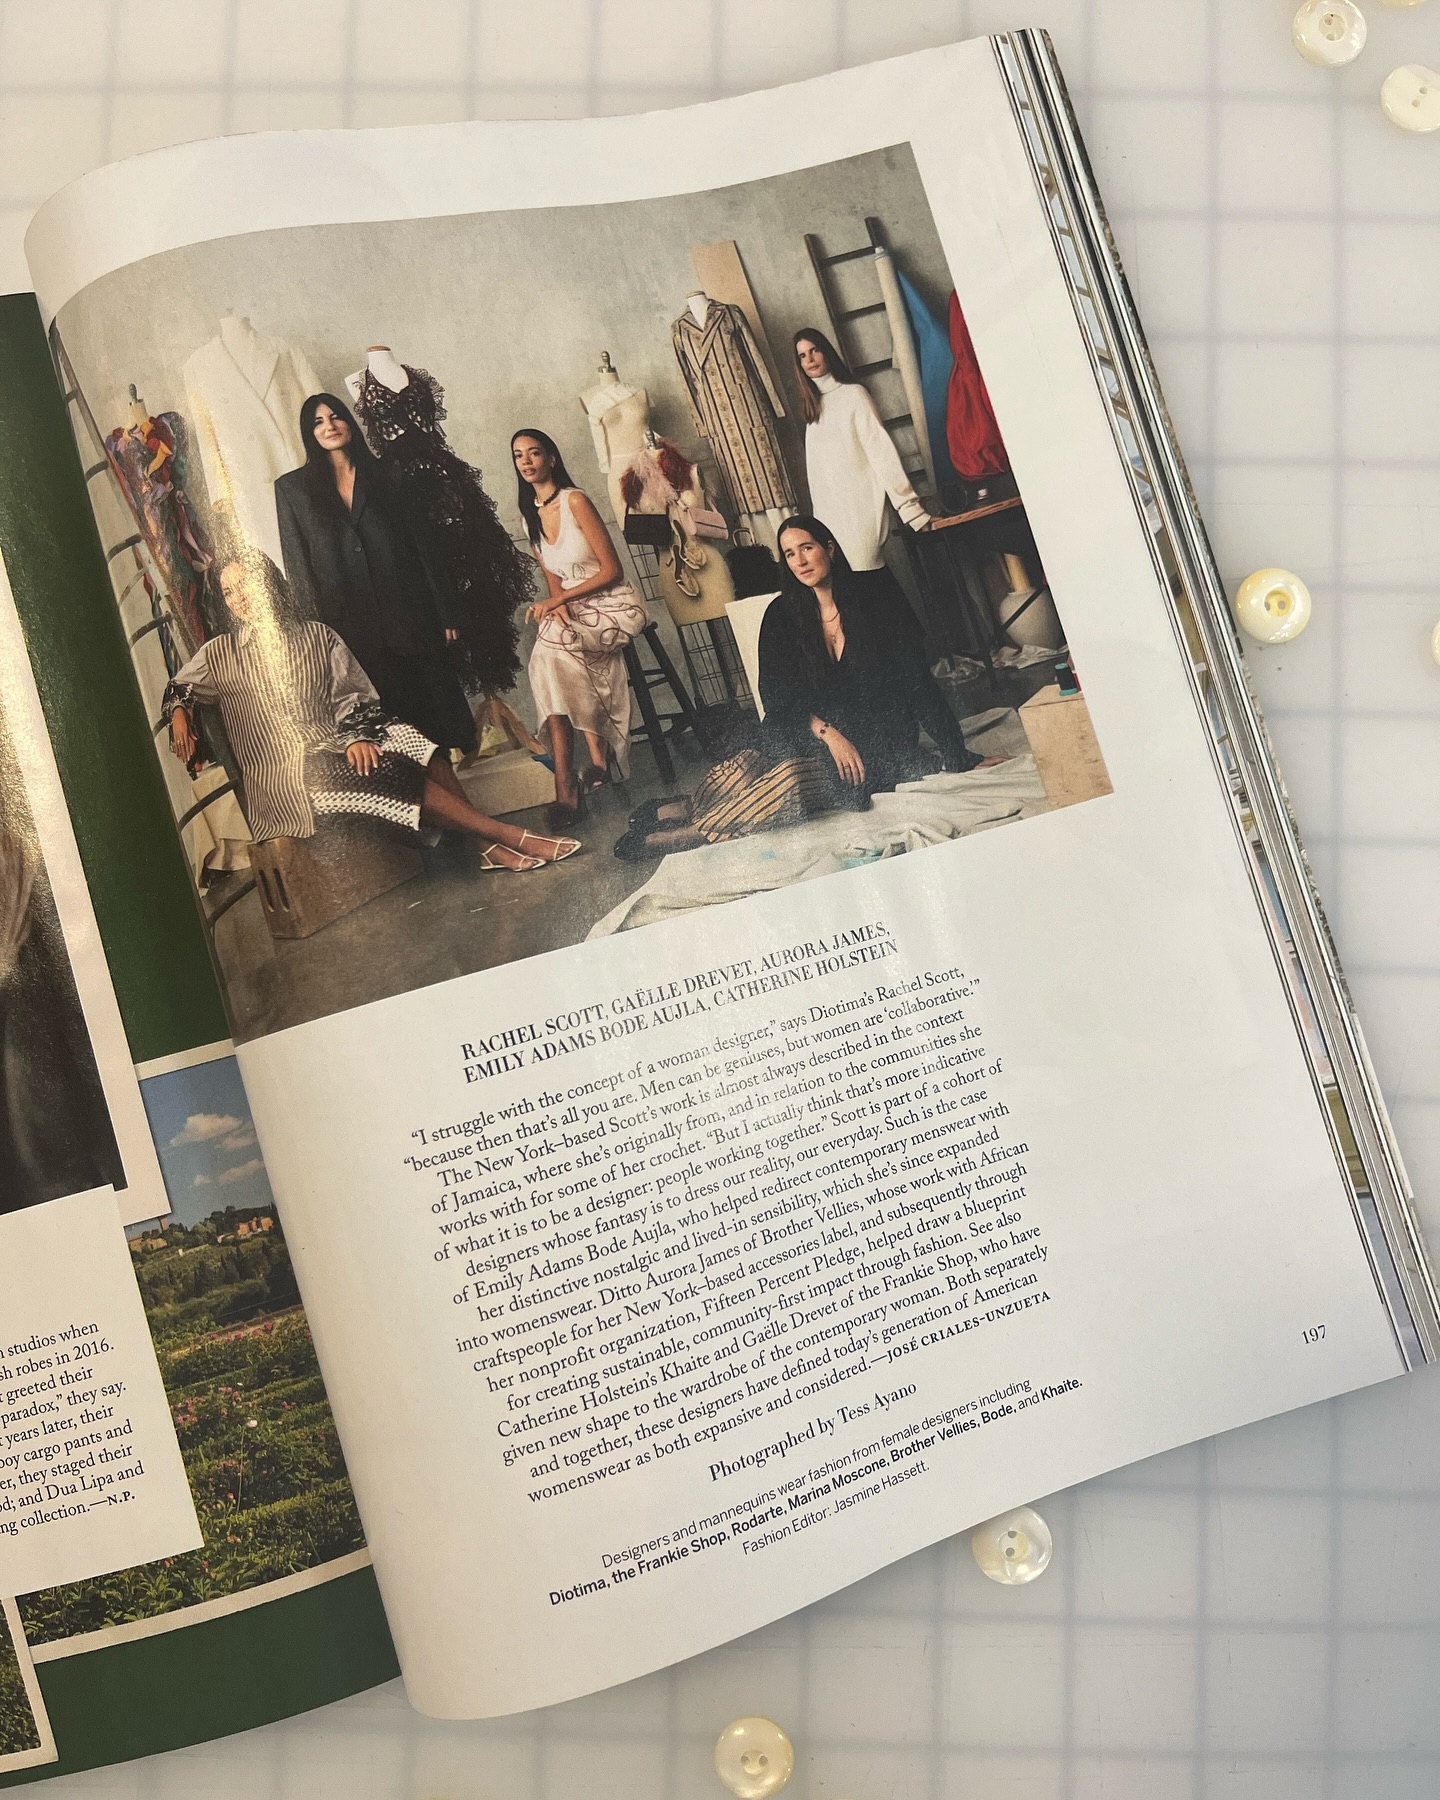 n studios when
sh robes in 2016.
t greeted their
paradox,” they say.
t years later, their
boy cargo pants and
er, they staged their
od; and Dua Lipa and
ng collection.—N.P.
RACHEL SCOTT, GAËLLE DREVET, AURORA JAMES,
EMILY ADAMS BODE AUJLA, CATHERINE HOLSTEIN
“I struggle with the concept of a woman designer,” says Diotima’s Rachel Scott,
“because then that’s all you are. Men can be geniuses, but women are ‘collaborative.’”
The New York–based Scott’s work is almost always described in the context
of Jamaica, where she’s originally from, and in relation to the communities she
works with for some of her crochet. “But I actually think that’s more indicative
of what it is to be a designer: people working together.” Scott is part of a cohort of
designers whose fantasy is to dress our reality, our everyday. Such is the case
of Emily Adams Bode Aujla, who helped redirect contemporary menswear with
her distinctive nostalgic and lived-in sensibility, which she’s since expanded
into womenswear. Ditto Aurora James of Brother Vellies, whose work with African
craftspeople for her New York–based accessories label, and subsequently through
her nonprofit organization, Fifteen Percent Pledge, helped draw a blueprint
for creating sustainable, community-first impact through fashion. See also
Catherine Holstein’s Khaite and Gaëlle Drevet of the Frankie Shop, who have
given new shape to the wardrobe of the contemporary woman. Both separately
and together, these designers have defined today’s generation of American
womenswear as both expansive and considered.—JOSÉ CRIALES-UNZUETA
Photographed by Tess Ayano
Designers and mannequins wear fashion from female designers including
Diotima, the Frankie Shop, Rodarte, Marina Moscone, Brother Vellies, Bode, and Khaite.
Fashion Editor: Jasmine Hassett.
197